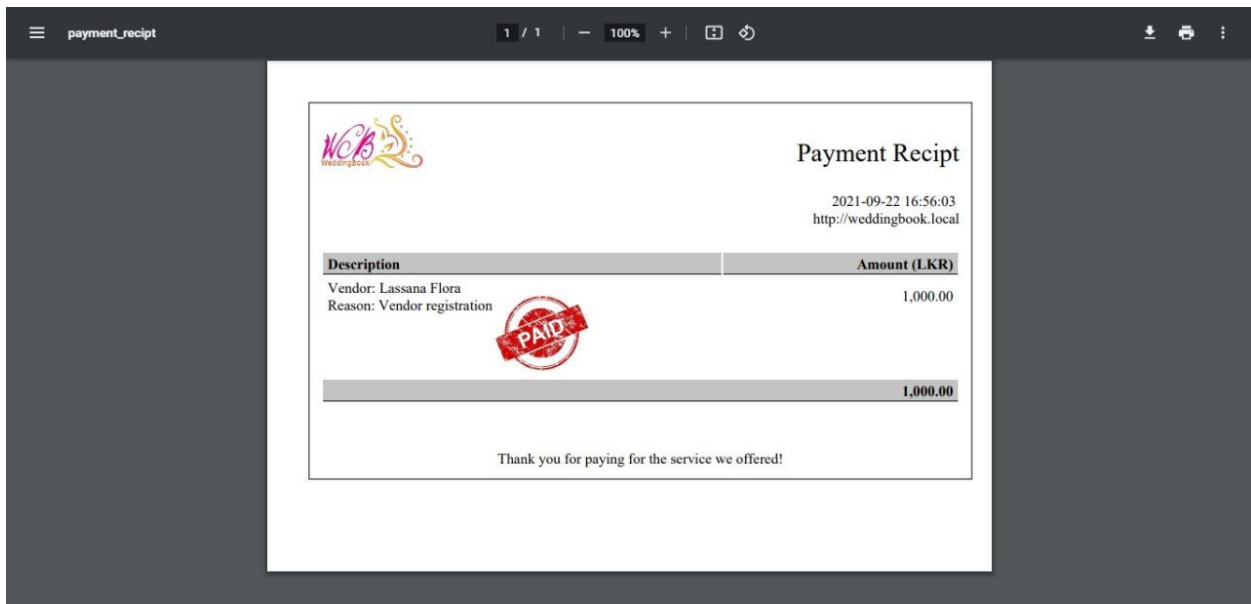 payment_recipt
1 / 1
100%
WCB
WeddingBook
Payment Recipt
2021-09-22 16:56:03
http://weddingbook.local
Description Amount (LKR)
Vendor: Lassana Flora 1,000.00
Reason: Vendor registration
PAID
1,000.00
Thank you for paying for the service we offered!